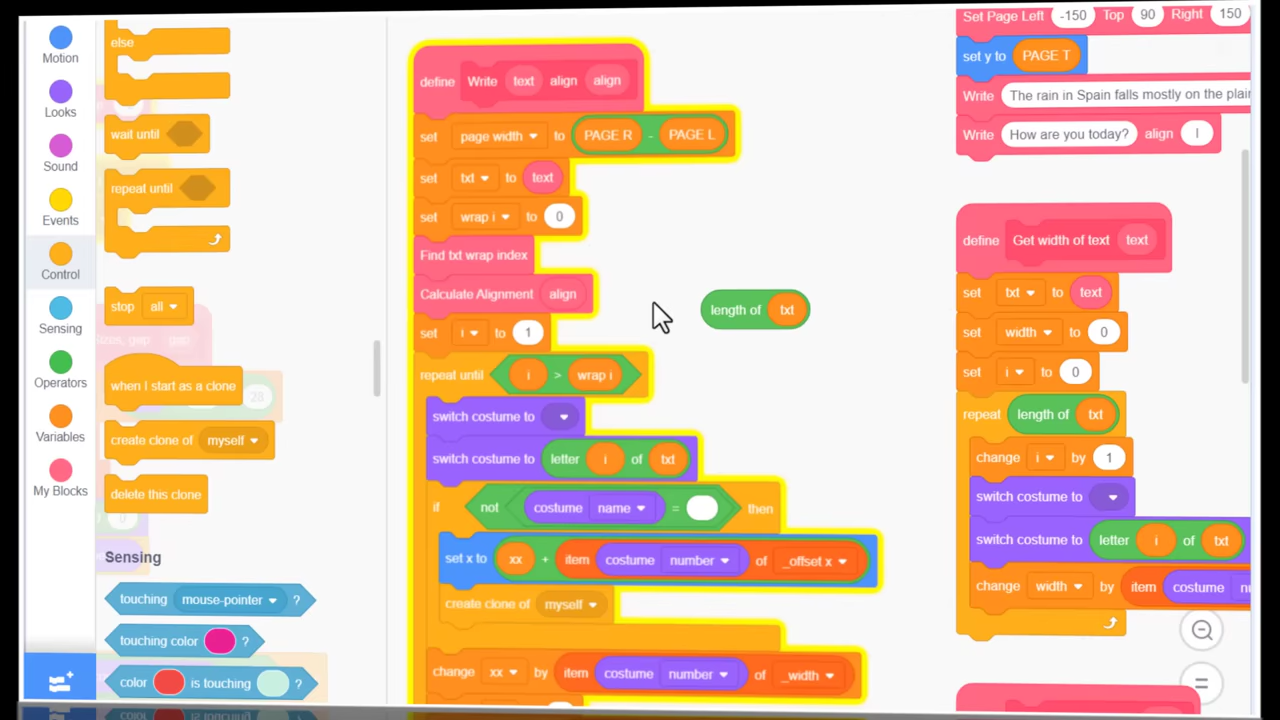 Motion
Looks
Sound
Events
Control
Sensing
Operators
Variables
My Blocks
else
wait until
repeat until
stop all
when I start as a clone
create clone of myself
delete this clone
Sensing
touching mouse-pointer ?
touching color ?
color is touching ?
28
0
define Write text align align
set page width to PAGE R - PAGE L
set txt to text
set wrap i to 0
Find txt wrap index
Calculate Alignment align
set i to 1
repeat until i > wrap i
switch costume to
switch costume to letter i of txt
if not costume name = then
set x to xx + item costume number of _offset x
create clone of myself
change xx by item costume number of _width
length of txt
Set Page Left -150 Top 90 Right 150
set y to PAGE T
Write The rain in Spain falls mostly on the plai
Write How are you today? align l
define Get width of text text
set txt to text
set width to 0
set i to 0
repeat length of txt
change i by 1
switch costume to
switch costume to letter i of txt
change width by item costume